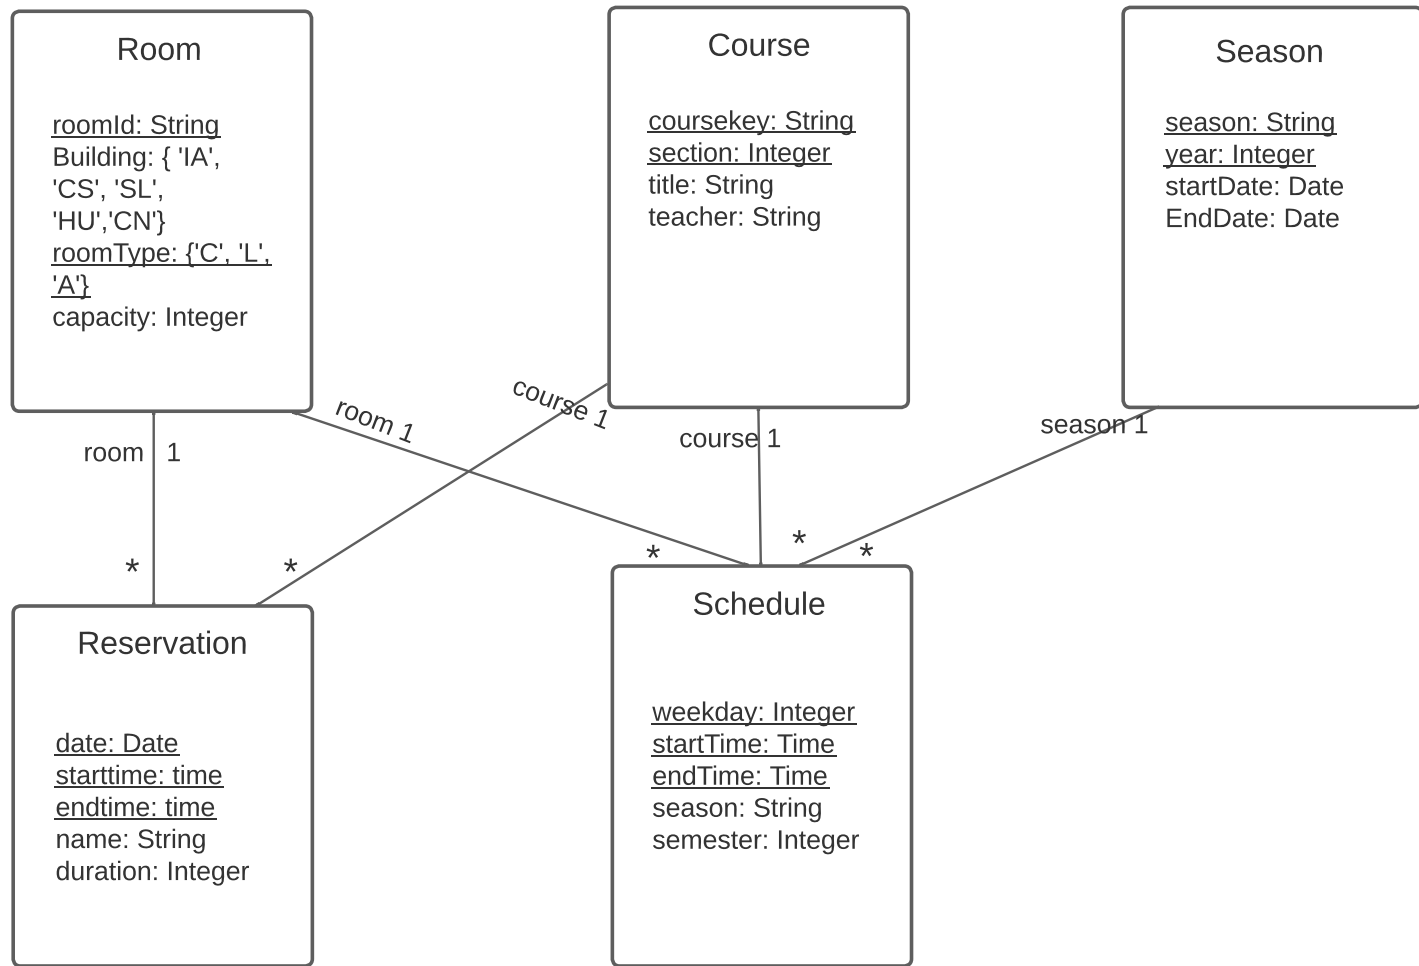 Room
roomId: String
Building: { 'IA',
'CS', 'SL',
'HU','CN'}
roomType: {'C', 'L',
'A'}
capacity: Integer
Course
coursekey: String
section: Integer
title: String
teacher: String
Season
season: String
year: Integer
startDate: Date
EndDate: Date
room 1
*
room 1
*
course 1
*
course 1
*
season 1
*
Reservation
date: Date
starttime: time
endtime: time
name: String
duration: Integer
Schedule
weekday: Integer
startTime: Time
endTime: Time
season: String
semester: Integer